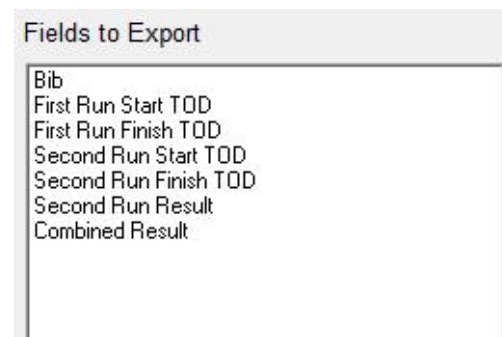 Fields to Export
Bib
First Run Start TOD
First Run Finish TOD
Second Run Start TOD
Second Run Finish TOD
Second Run Result
Combined Result